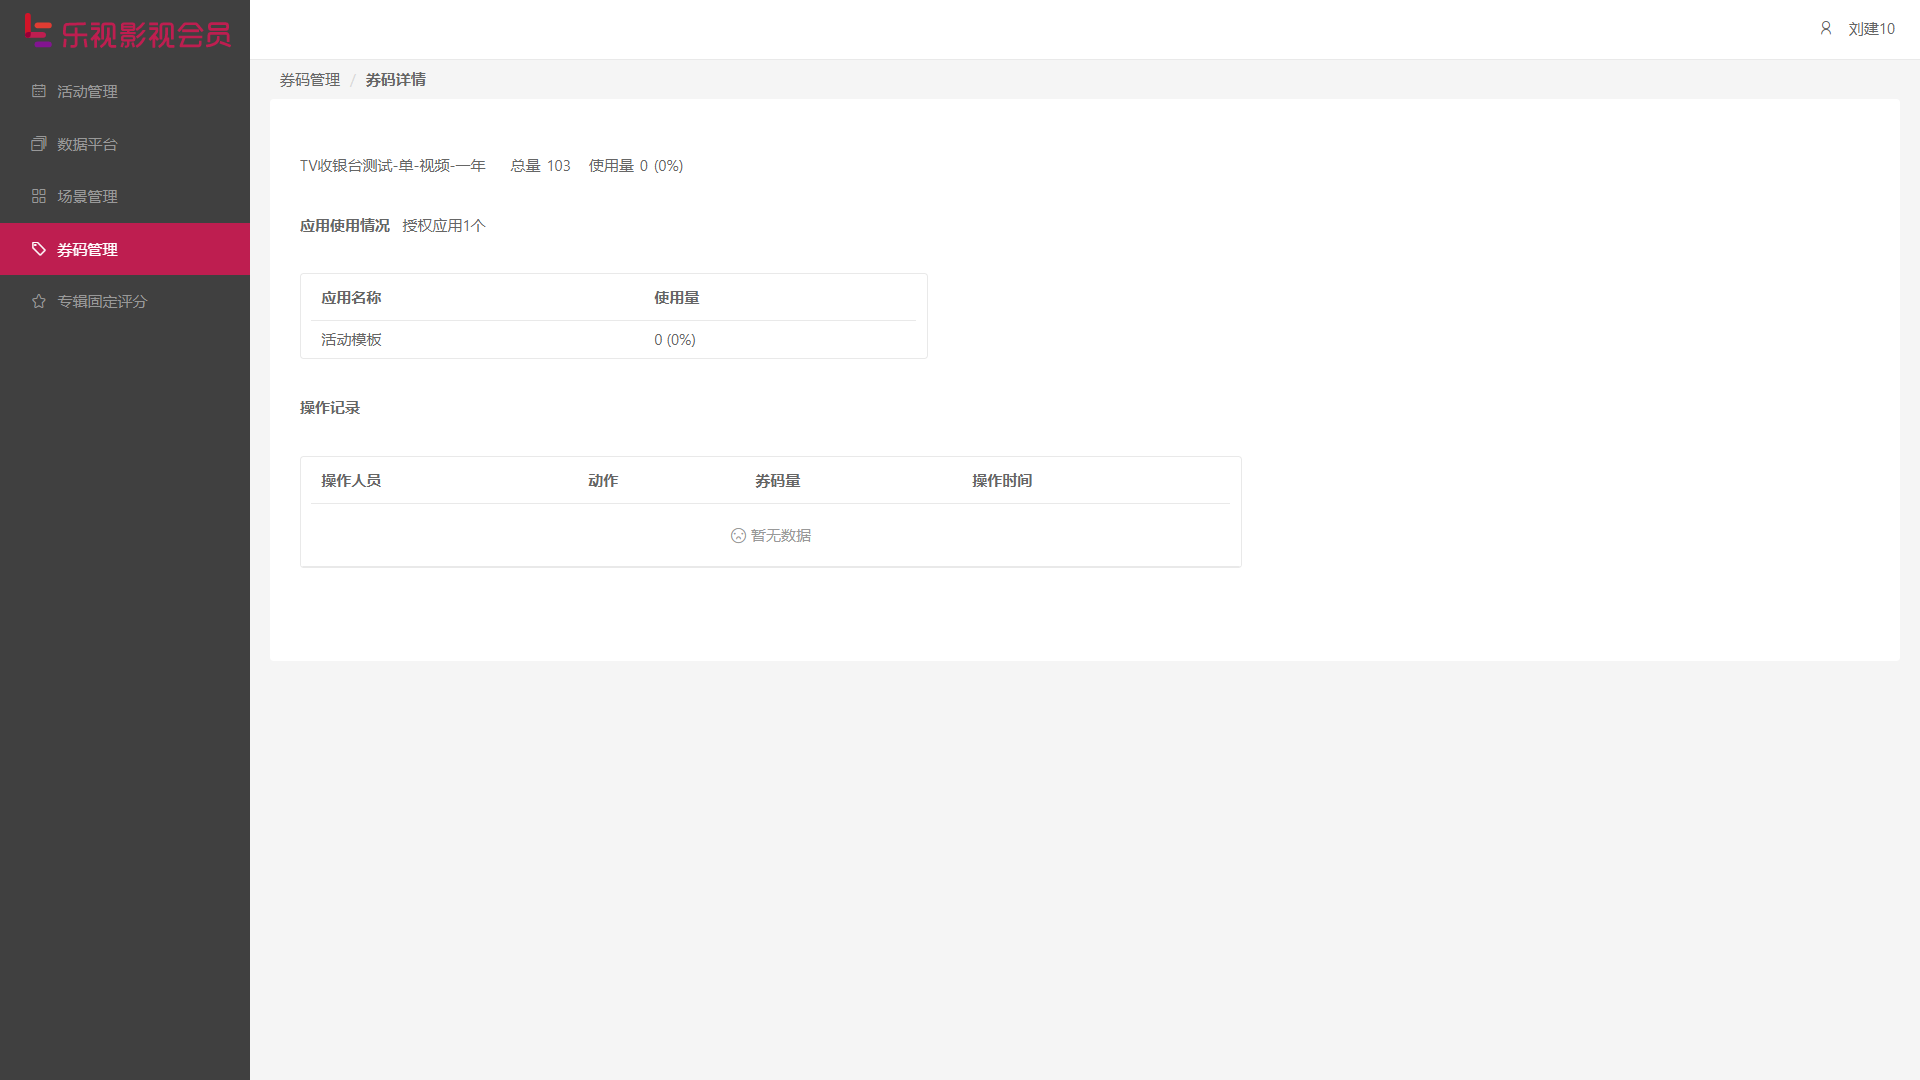 乐视影视会员
刘建10
活动管理
数据平台
场景管理
券码管理
专辑固定评分
券码管理 / 券码详情
TV收银台测试-单-视频-一年 总量 103 使用量 0 (0%)
应用使用情况 授权应用1个
应用名称 使用量
活动模板 0 (0%)
操作记录
操作人员 动作 券码量 操作时间
暂无数据